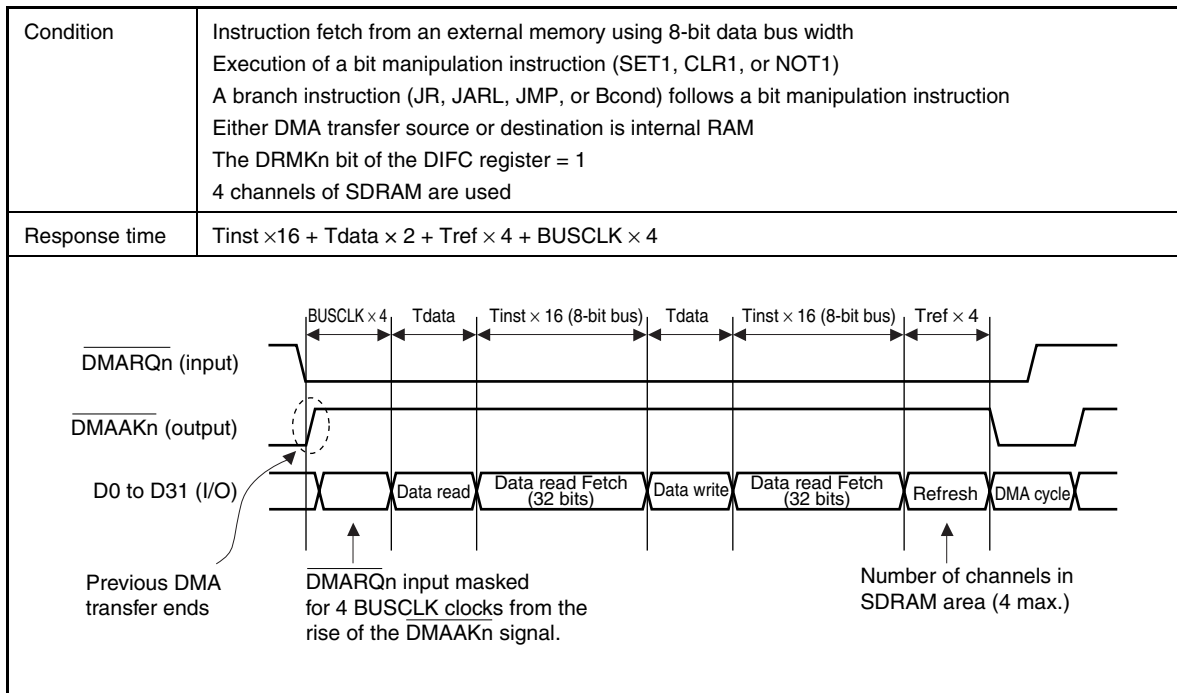 Condition
Instruction fetch from an external memory using 8-bit data bus width
Execution of a bit manipulation instruction (SET1, CLR1, or NOT1)
A branch instruction (JR, JARL, JMP, or Bcond) follows a bit manipulation instruction
Either DMA transfer source or destination is internal RAM
The DRMKn bit of the DIFC register = 1
4 channels of SDRAM are used
Response time
Tinst ×16 + Tdata × 2 + Tref × 4 + BUSCLK × 4
BUSCLK × 4 Tdata Tinst × 16 (8-bit bus) Tdata Tinst × 16 (8-bit bus) Tref × 4
DMARQn (input)
DMAAKn (output)
D0 to D31 (I/O)
Data read
Data read Fetch
(32 bits)
Data write
Data read Fetch
(32 bits)
Refresh
DMA cycle
Previous DMA
transfer ends
DMARQn input masked
for 4 BUSCLK clocks from the
rise of the DMAAKn signal.
Number of channels in
SDRAM area (4 max.)